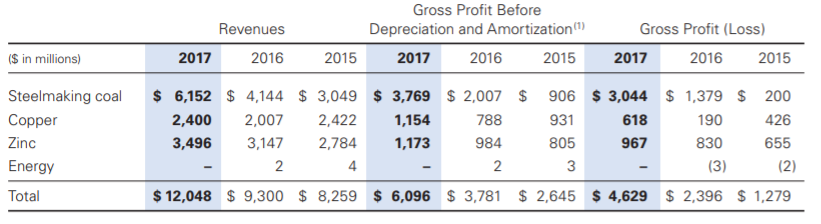 Gross Profit Before
Revenues Depreciation and Amortization(1) Gross Profit (Loss)
($ in millions) 2017 2016 2015 2017 2016 2015 2017 2016 2015
Steelmaking coal $ 6,152 $ 4,144 $ 3,049 $ 3,769 $ 2,007 $ 906 $ 3,044 $ 1,379 $ 200
Copper 2,400 2,007 2,422 1,154 788 931 618 190 426
Zinc 3,496 3,147 2,784 1,173 984 805 967 830 655
Energy – 2 4 – 2 3 – (3) (2)
Total $ 12,048 $ 9,300 $ 8,259 $ 6,096 $ 3,781 $ 2,645 $ 4,629 $ 2,396 $ 1,279